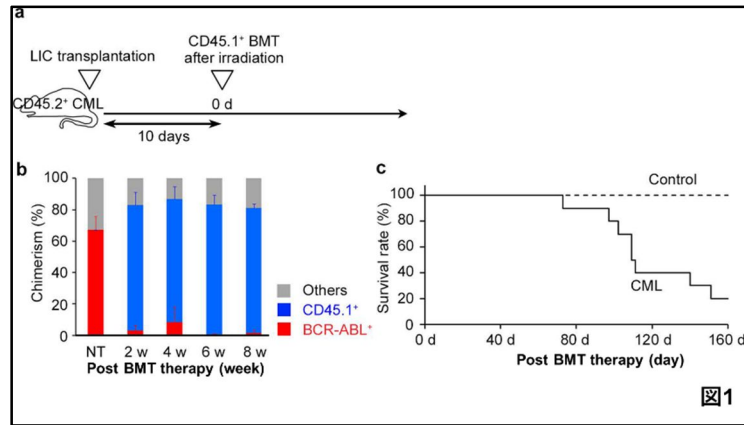 a
CD45.1⁺ BMT
after irradiation
LIC transplantation
CD45.2⁺ CML
0 d
10 days
b
Chimerism (%)
100
80
60
40
20
0
NT 2 w 4 w 6 w 8 w
Post BMT therapy (week)
Others
CD45.1⁺
BCR-ABL⁺
c
Survival rate (%)
100
80
60
40
20
0 d 40 d 80 d 120 d 160 d
Post BMT therapy (day)
Control
CML
図1